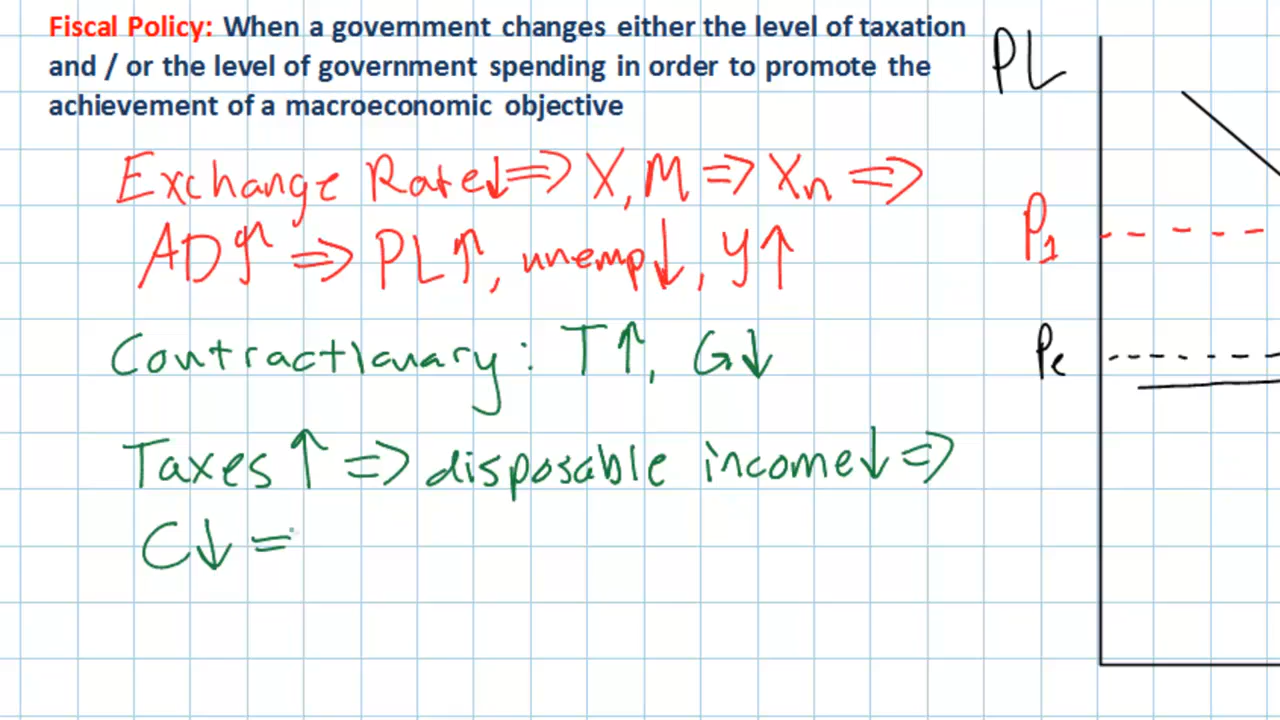 Fiscal Policy: When a government changes either the level of taxation
and / or the level of government spending in order to promote the
achievement of a macroeconomic objective
Exchange Rate↓ ⇒ X, M ⇒ Xn ⇒
AD↑ ⇒ PL↑, unemp↓, Y↑
Contractionary: T↑, G↓
Taxes ↑ ⇒ disposable income↓ ⇒
C↓ =
PL
P1
Pe